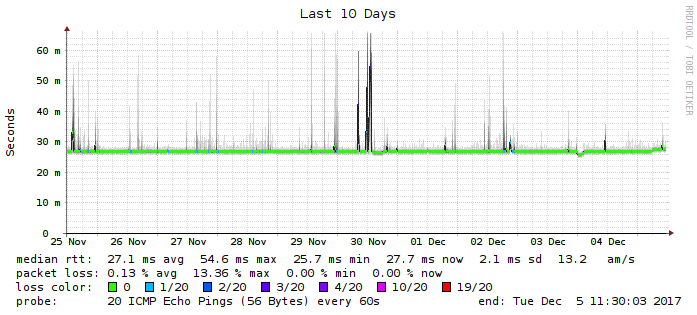 Last 10 Days
RRDTOOL / TOBI OETIKER
Seconds
60 m
50 m
40 m
30 m
20 m
10 m
0
25 Nov 26 Nov 27 Nov 28 Nov 29 Nov 30 Nov 01 Dec 02 Dec 03 Dec 04 Dec
median rtt: 27.1 ms avg 54.6 ms max 25.7 ms min 27.7 ms now 2.1 ms sd 13.2 am/s
packet loss: 0.13 % avg 13.36 % max 0.00 % min 0.00 % now
loss color: 0 1/20 2/20 3/20 4/20 10/20 19/20
probe: 20 ICMP Echo Pings (56 Bytes) every 60s end: Tue Dec 5 11:30:03 2017